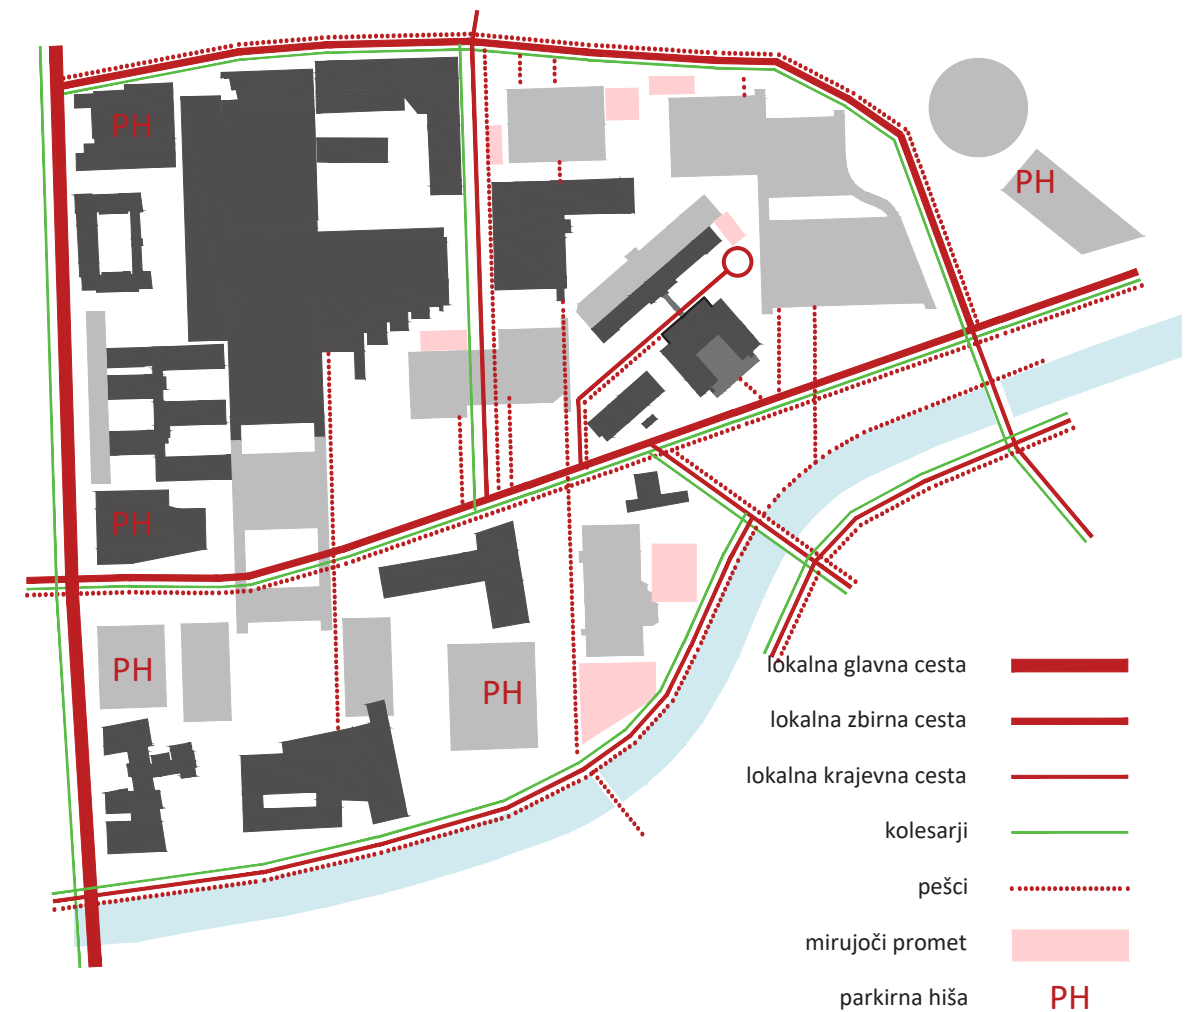 PH
PH
PH
PH
PH
lokalna glavna cesta
lokalna zbirna cesta
lokalna krajevna cesta
kolesarji
pešci
mirujoči promet
parkirna hiša PH